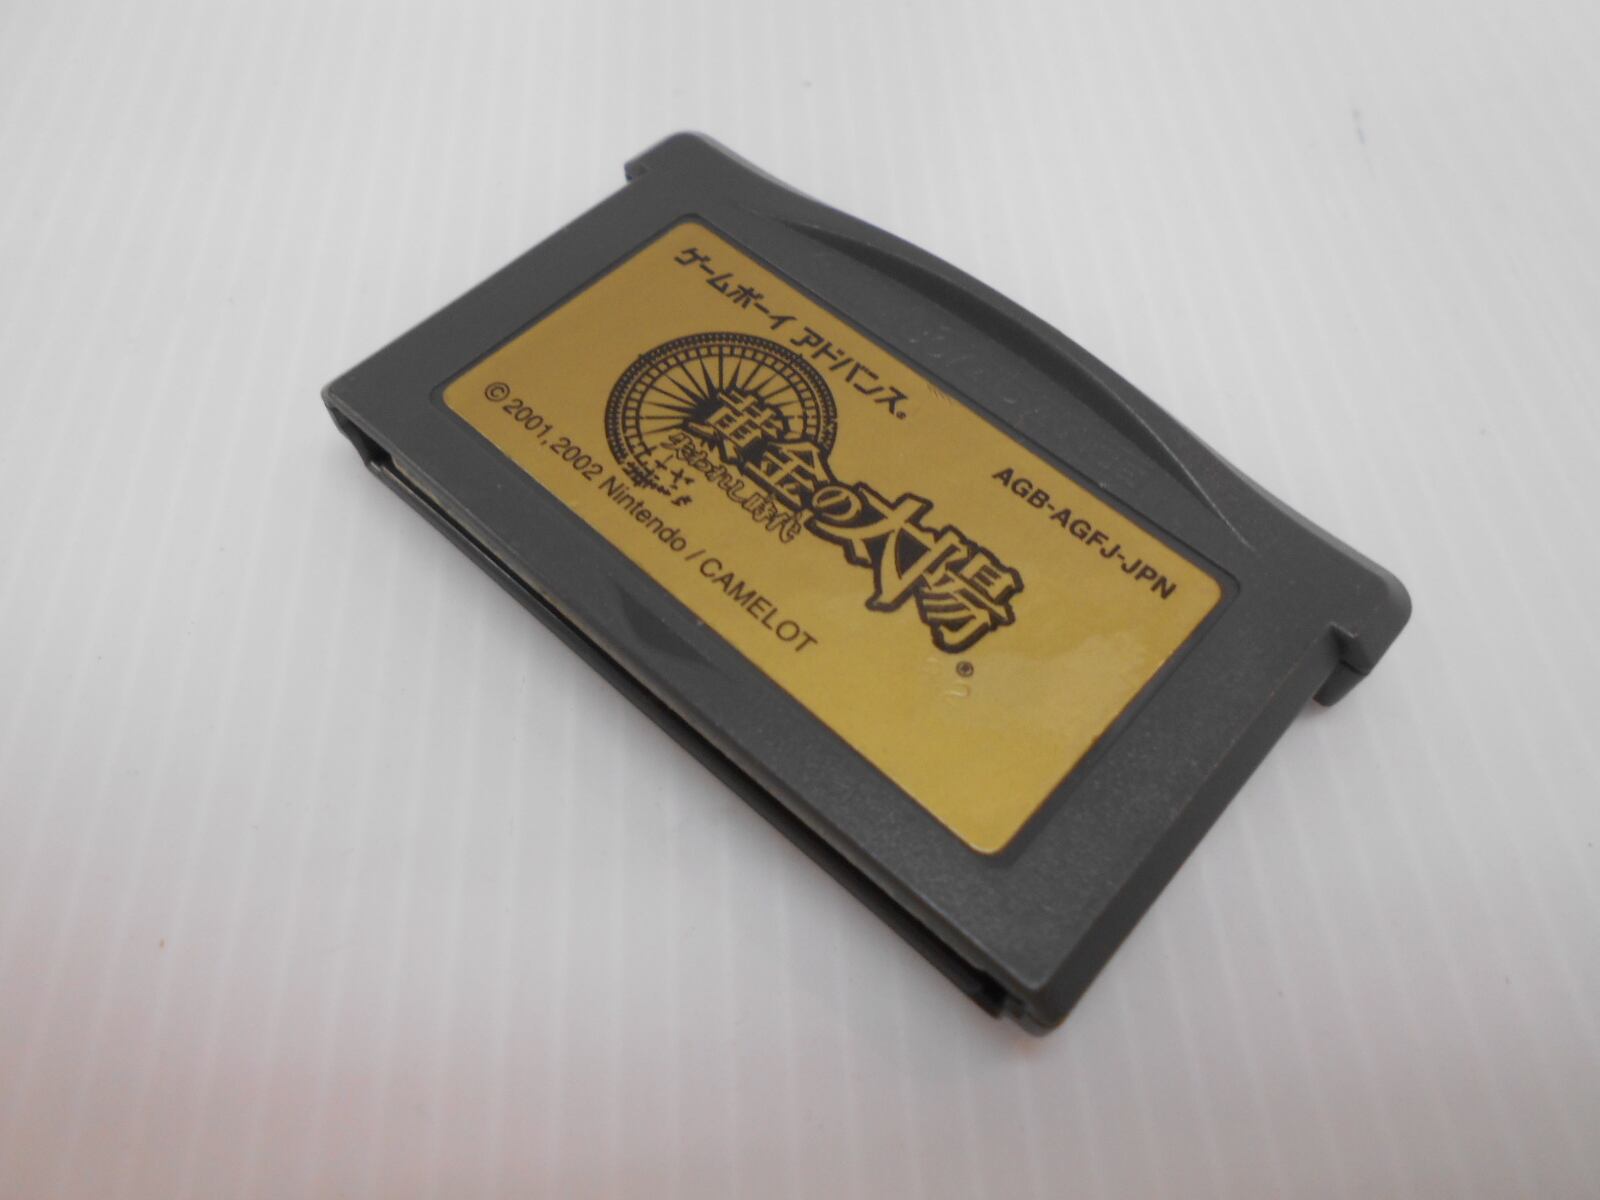 ゲームボーイ アドバンス®
黄金の太陽®
失われし時代
AGB-AGFJ-JPN
© 2001, 2002 Nintendo / CAMELOT